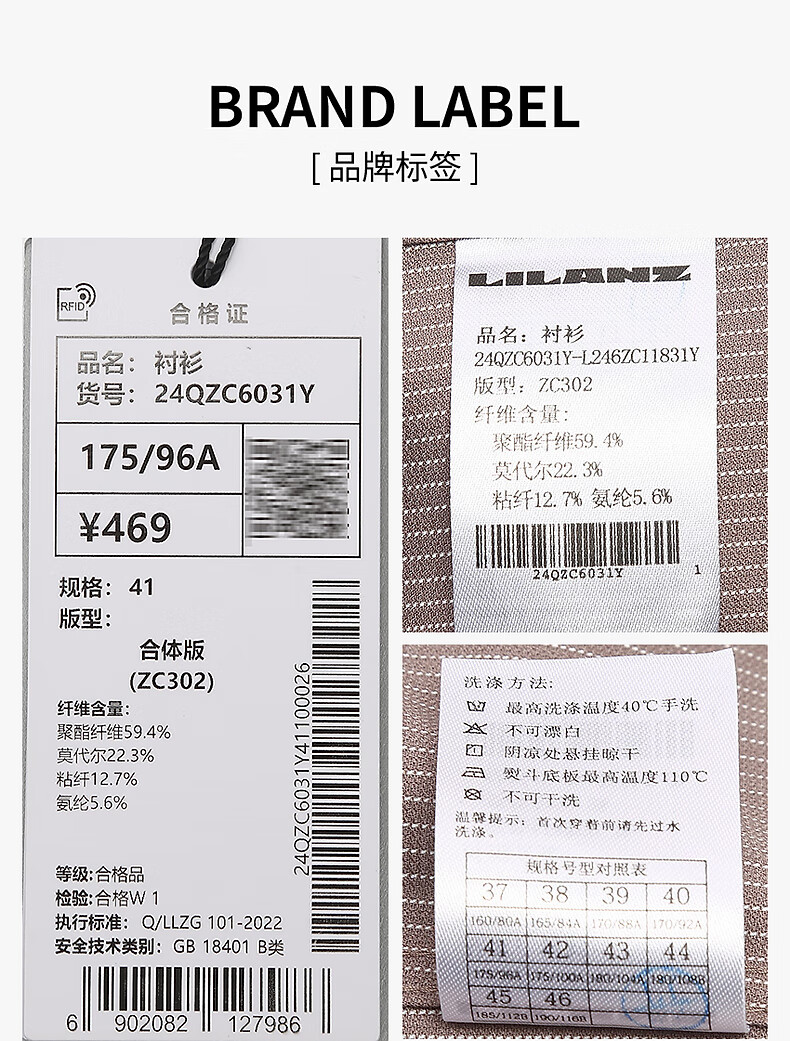 BRAND LABEL
[ 品牌标签 ]
RFID
合格证
品名: 衬衫
货号: 24QZC6031Y
175/96A
¥469
规格: 41
版型:
合体版
(ZC302)
纤维含量:
聚酯纤维59.4%
莫代尔22.3%
粘纤12.7%
氨纶5.6%
24QZC6031Y41100026
等级:合格品
检验:合格W 1
执行标准: Q/LLZG 101-2022
安全技术类别: GB 18401 B类
6 902082 127986
LILANZ
品名: 衬衫
24QZC6031Y-L246ZC11831Y
版型: ZC302
纤维含量:
聚酯纤维59.4%
莫代尔22.3%
粘纤12.7% 氨纶5.6%
24QZC6031Y
1
洗涤方法:
最高洗涤温度40℃手洗
不可漂白
阴凉处悬挂晾干
熨斗底板最高温度110℃
不可干洗
温馨提示: 首次穿着前请先过水
洗涤。
规格号型对照表
37 38 39 40
160/80A 165/84A 170/88A 170/92A
41 42 43 44
175/96A 175/100A 180/104A 180/108B
45 46
185/112B 190/116B